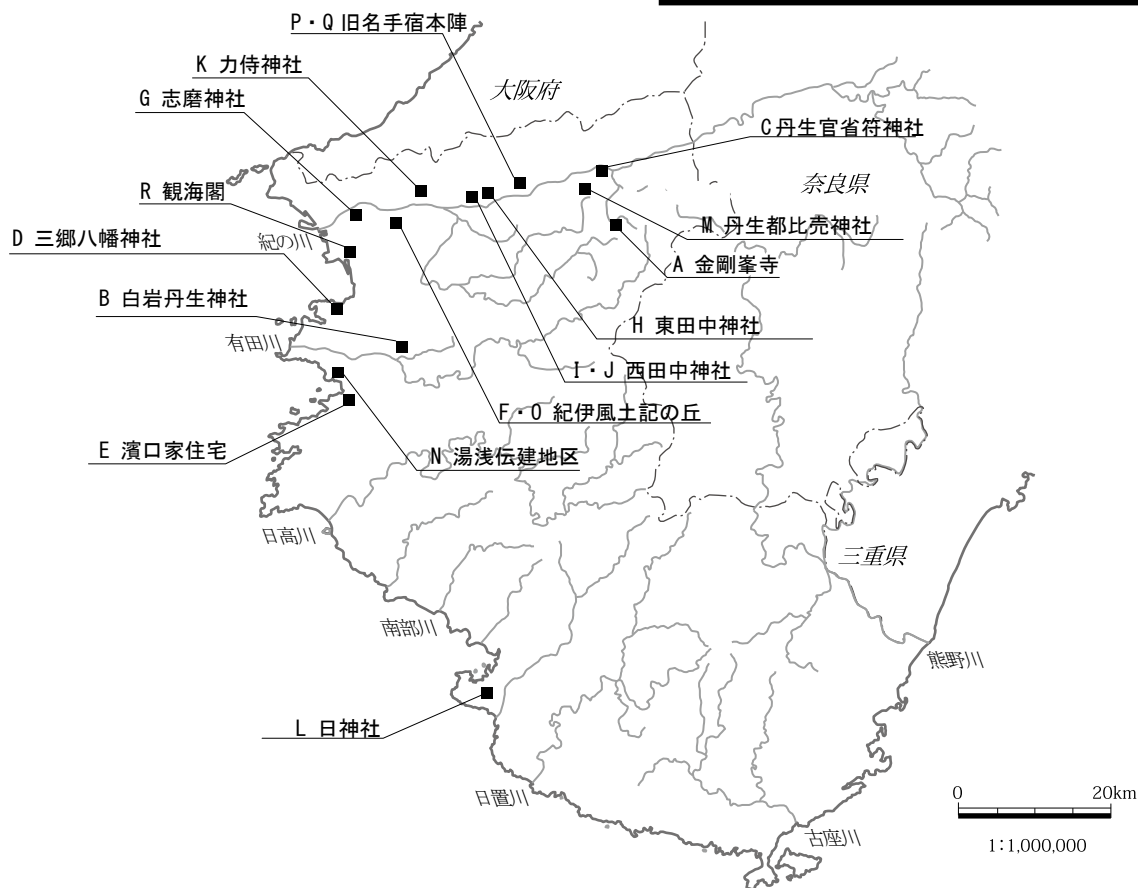 P・Q 旧名手宿本陣
K 力侍神社
大阪府
G 志磨神社
C丹生官省符神社
奈良県
R 観海閣
紀の川
M 丹生都比売神社
D 三郷八幡神社
A 金剛峯寺
B 白岩丹生神社
H 東田中神社
有田川
I・J 西田中神社
F・O 紀伊風土記の丘
E 濱口家住宅
N 湯浅伝建地区
日高川
三重県
南部川
熊野川
L 日神社
日置川
0 20km
古座川
1:1,000,000